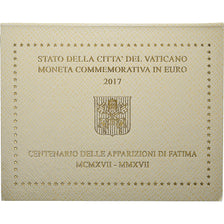 STATO DELLA CITTA' DEL VATICANO
MONETA COMMEMORATIVA IN EURO
2017
CENTENARIO DELLE APPARIZIONI DI FATIMA
MCMXVII - MMXVII